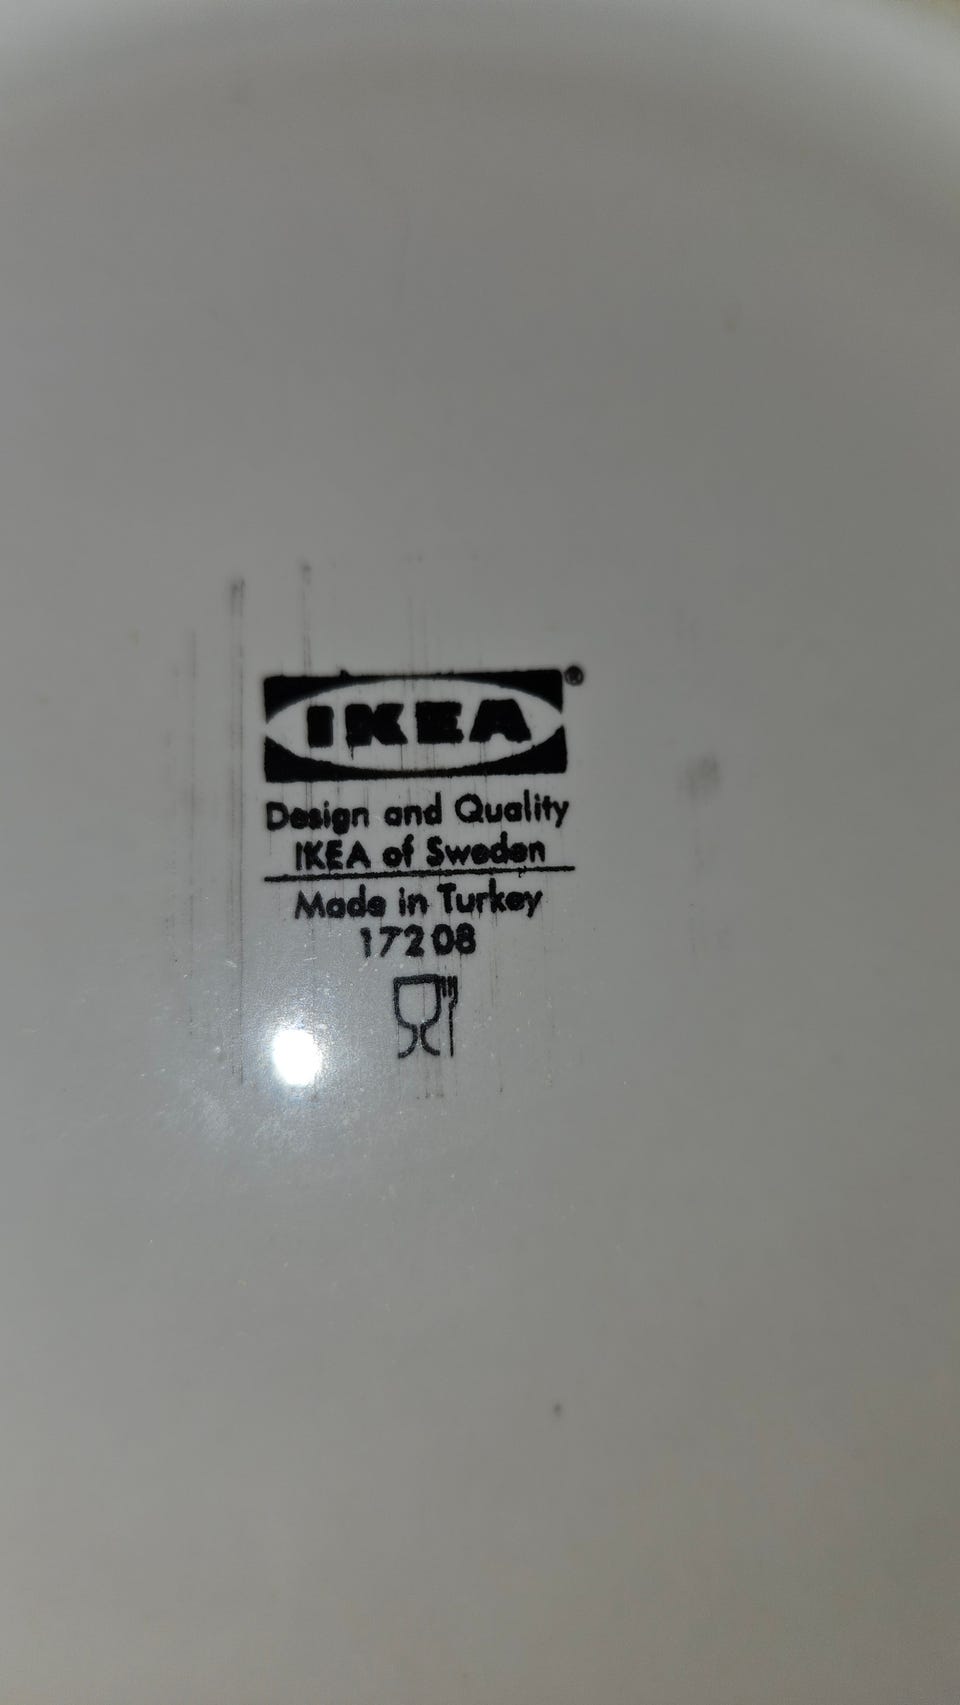 IKEA®
Design and Quality
IKEA of Sweden
Made in Turkey
17208